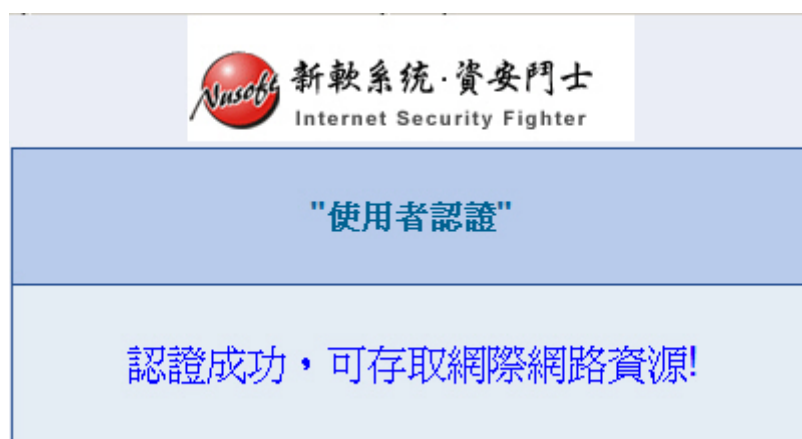 Nusoft
新軟系統·資安鬥士
Internet Security Fighter
"使用者認證"
認證成功，可存取網際網路資源!